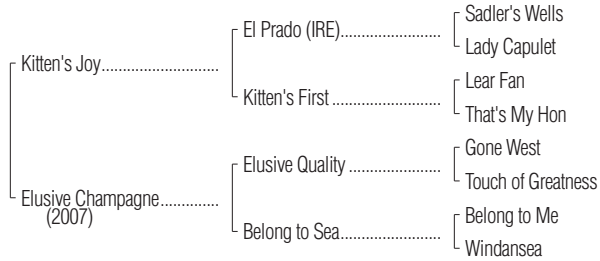 Sadler's Wells
El Prado (IRE)........................
Lady Capulet
Kitten's Joy............................
Lear Fan
Kitten's First ..........................
That's My Hon
Gone West
Elusive Quality ......................
Touch of Greatness
Elusive Champagne..............
(2007)
Belong to Me
Belong to Sea........................
Windansea